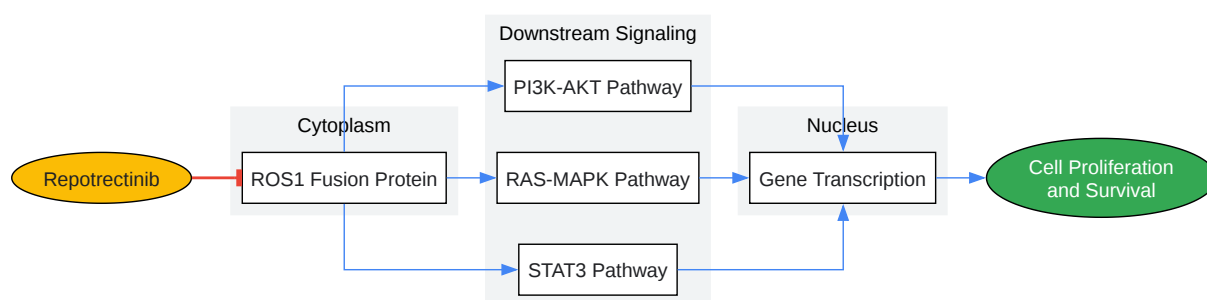 Downstream Signaling
PI3K-AKT Pathway
Cytoplasm
Nucleus
Repotrectinib
ROS1 Fusion Protein
RAS-MAPK Pathway
Gene Transcription
Cell Proliferation
and Survival
STAT3 Pathway